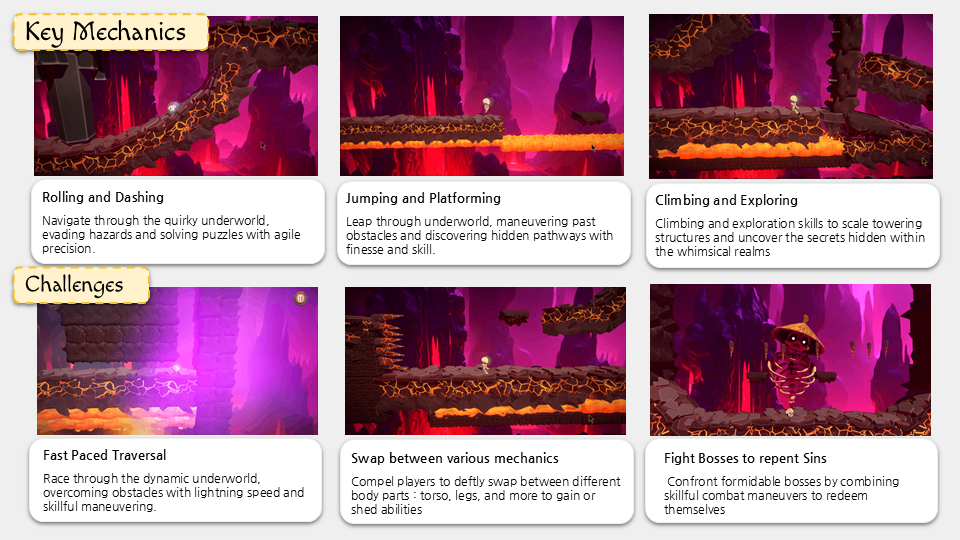 Key Mechanics
Rolling and Dashing
Navigate through the quirky underworld,
evading hazards and solving puzzles with agile
precision.
Jumping and Platforming
Leap through underworld, maneuvering past
obstacles and discovering hidden pathways with
finesse and skill.
Climbing and Exploring
Climbing and exploration skills to scale towering
structures and uncover the secrets hidden within
the whimsical realms
Challenges
Fast Paced Traversal
Race through the dynamic underworld,
overcoming obstacles with lightning speed and
skillful maneuvering.
Swap between various mechanics
Compel players to deftly swap between different
body parts : torso, legs, and more to gain or
shed abilities
Fight Bosses to repent Sins
Confront formidable bosses by combining
skillful combat maneuvers to redeem
themselves